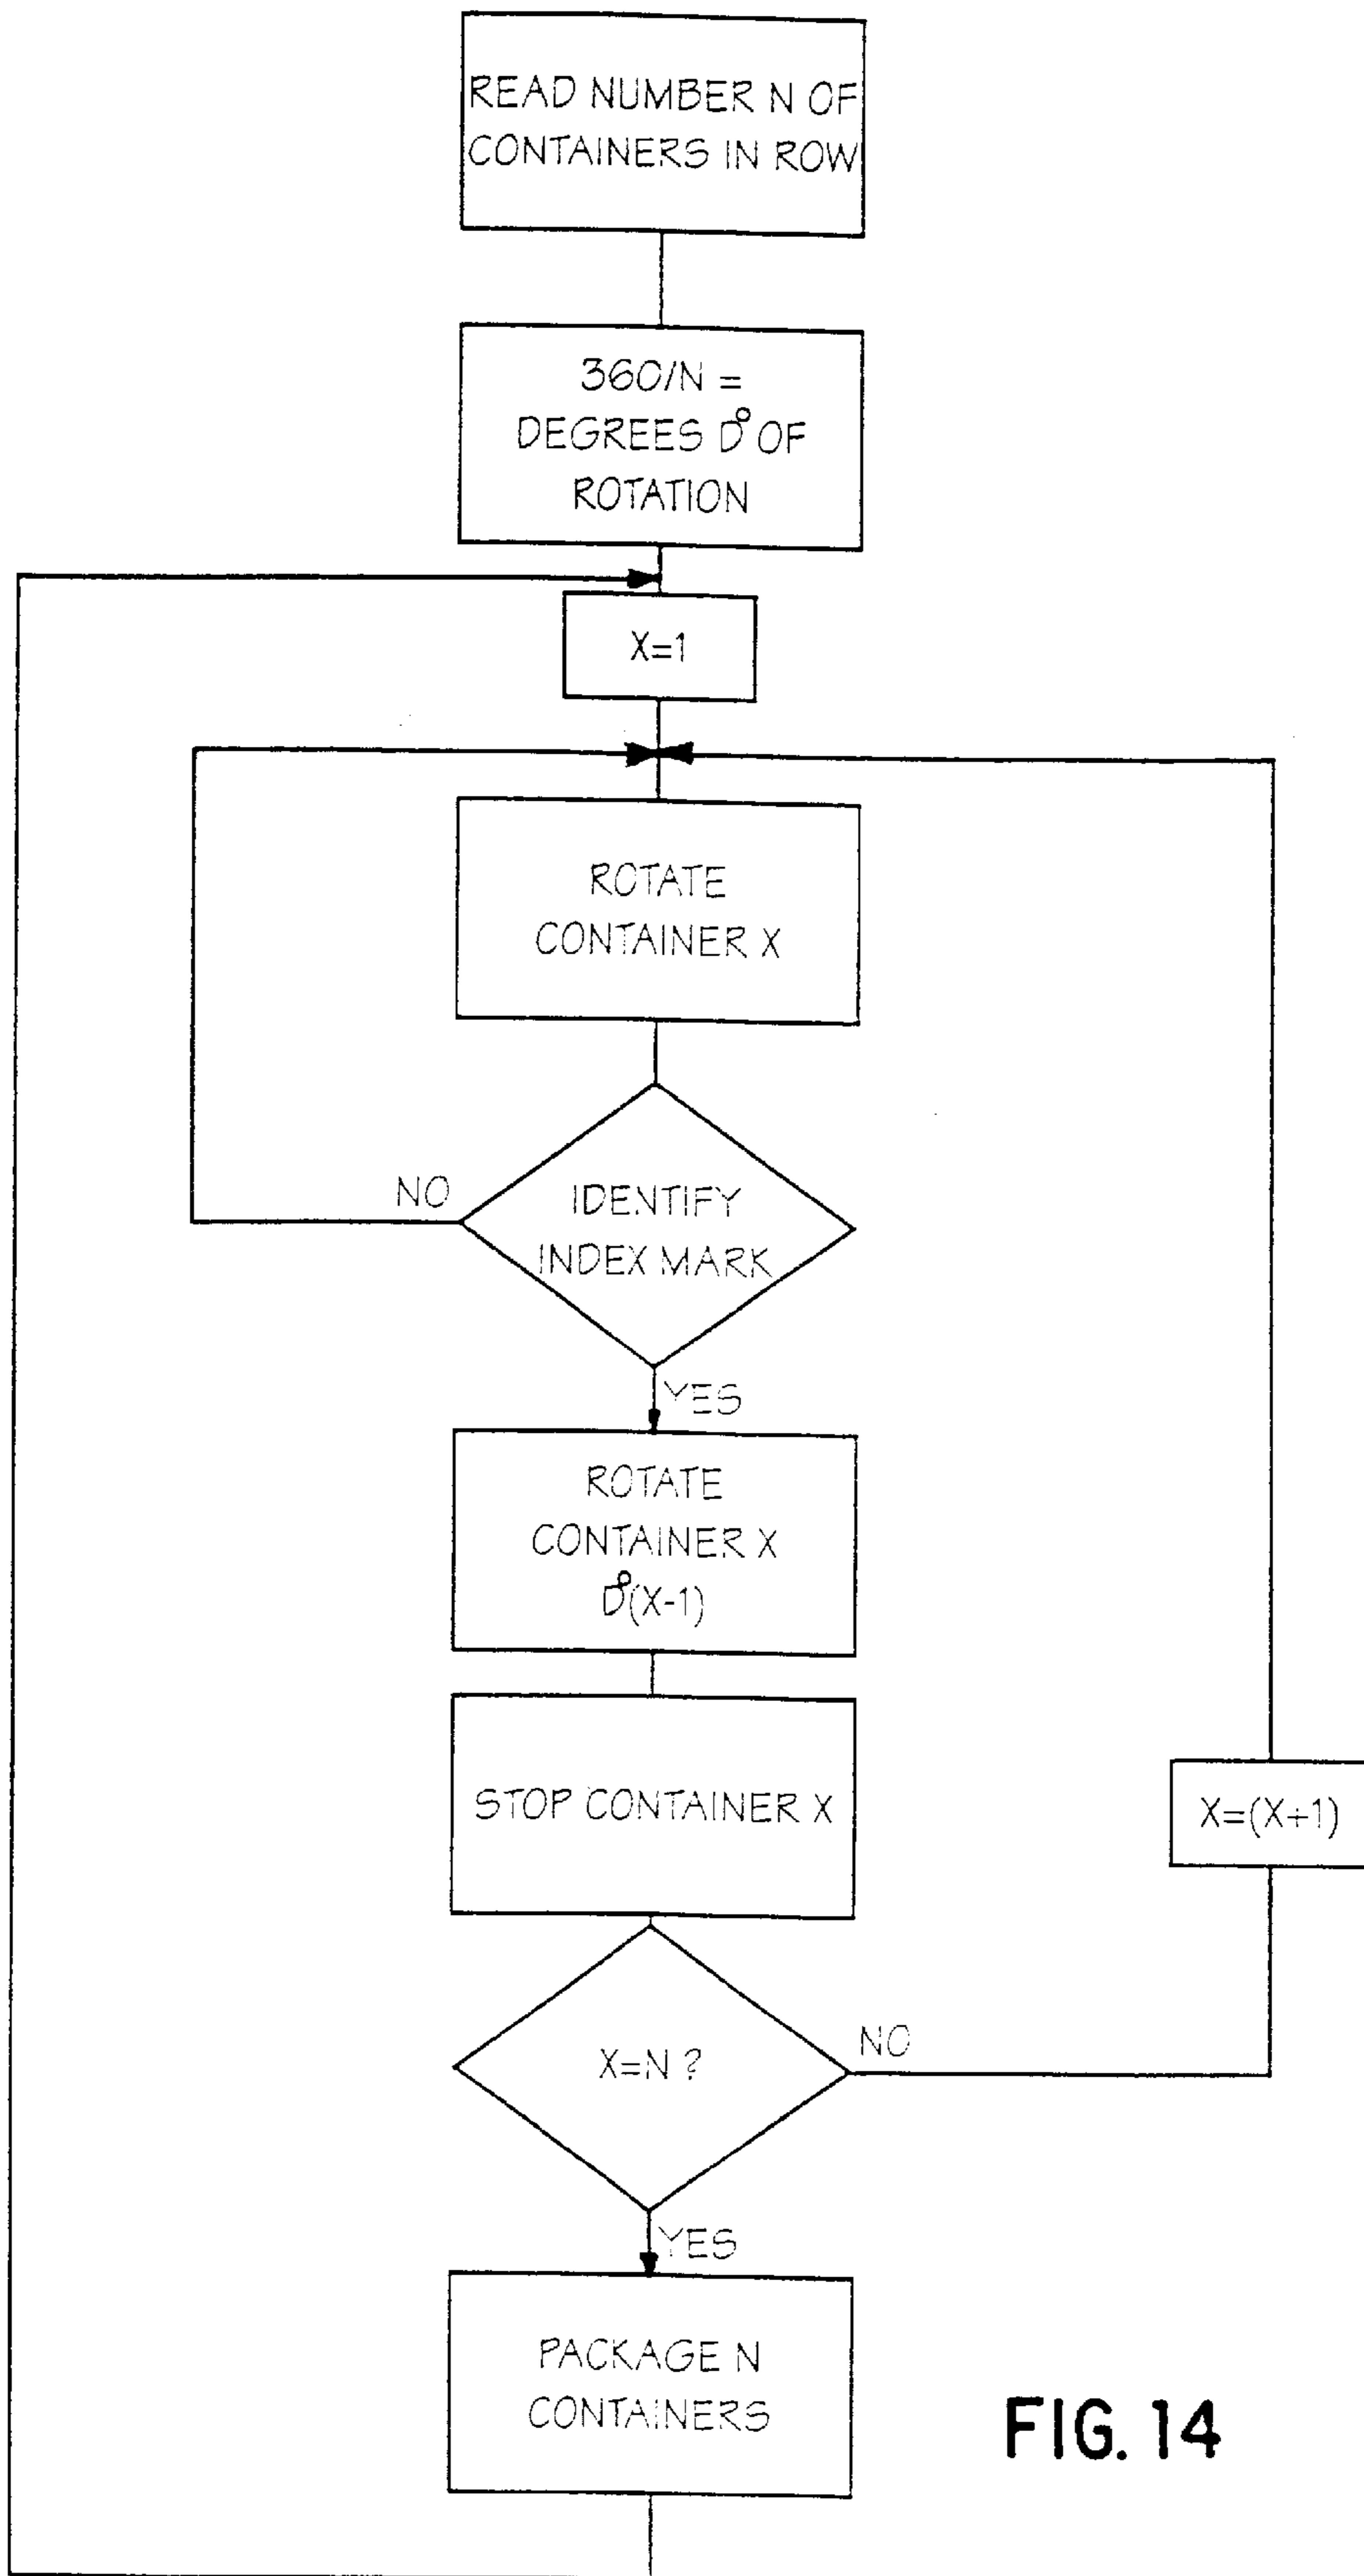 READ NUMBER N OF
CONTAINERS IN ROW
360/N =
DEGREES D° OF
ROTATION
X=1
ROTATE
CONTAINER X
NO
IDENTIFY
INDEX MARK
YES
ROTATE
CONTAINER X
D°(X-1)
STOP CONTAINER X
X=(X+1)
X=N ?
NO
YES
PACKAGE N
CONTAINERS
FIG. 14